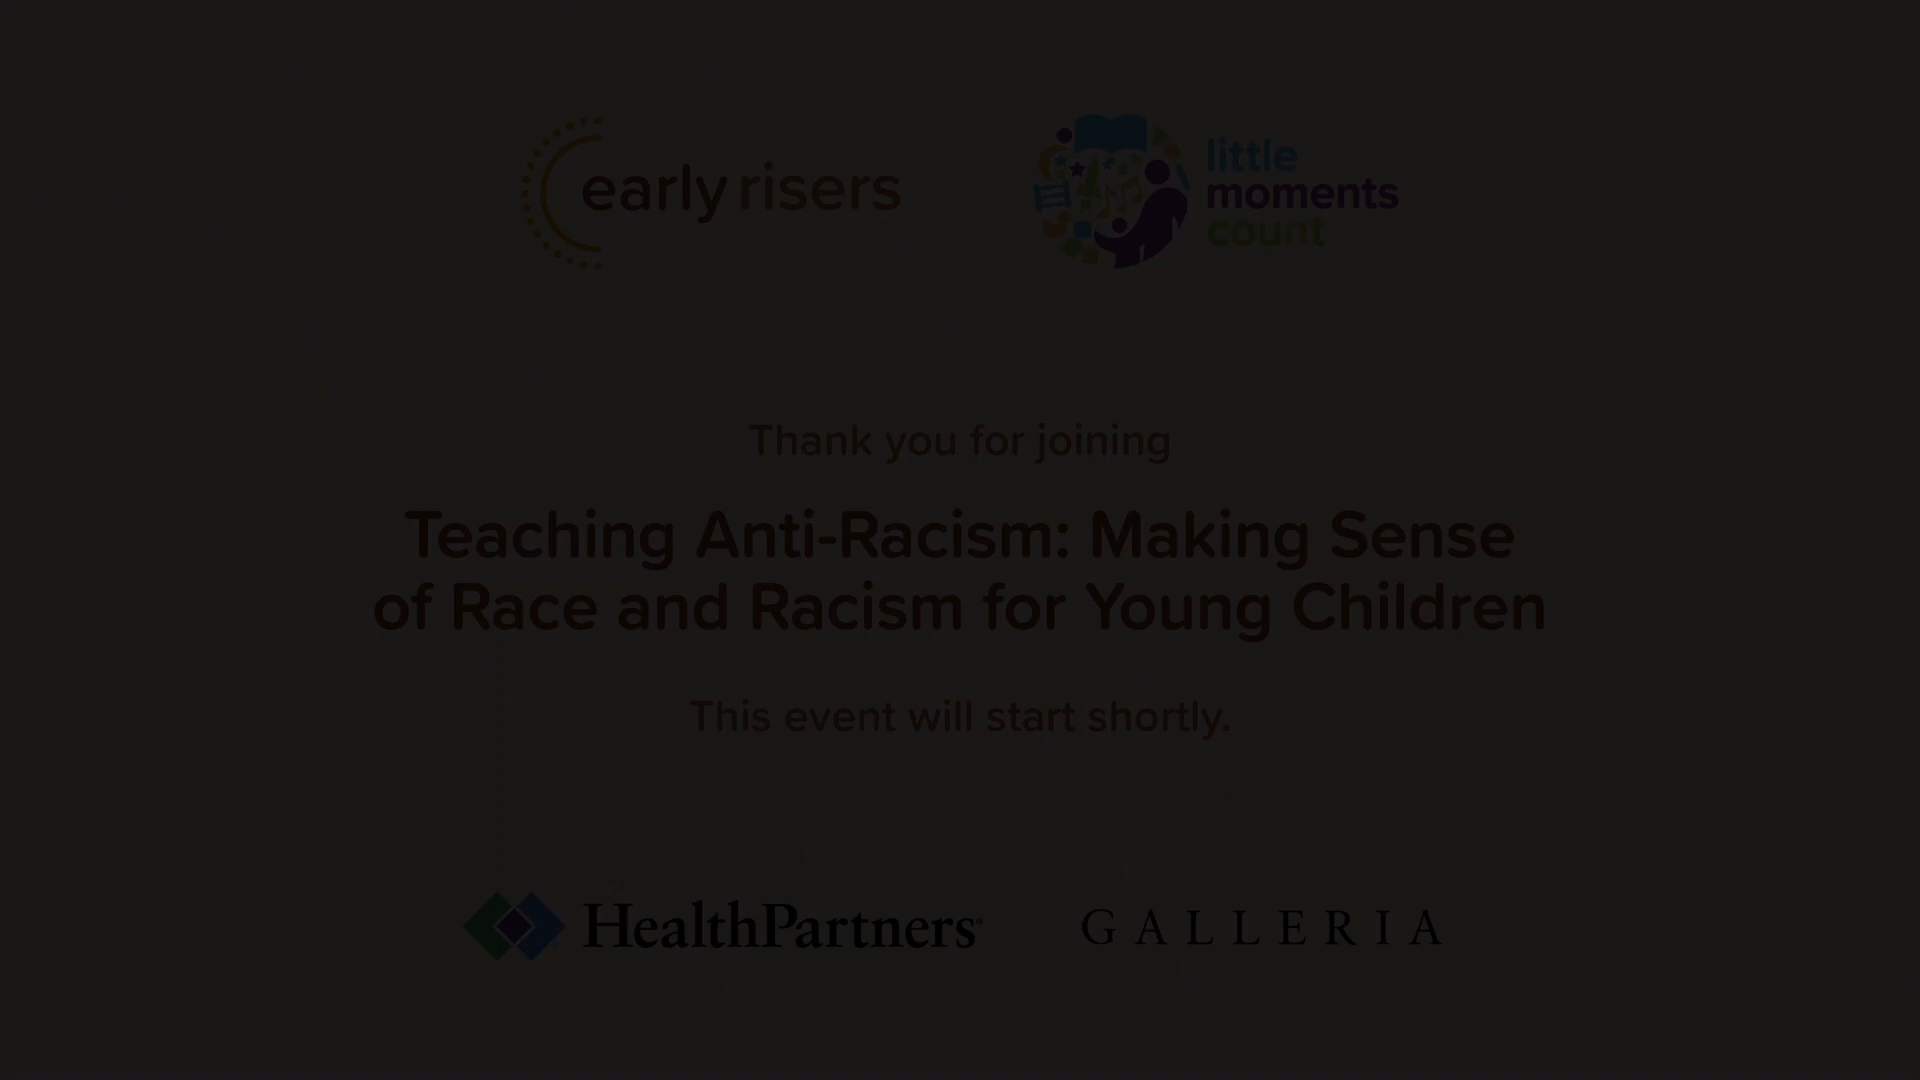 early risers
little
moments
count
Thank you for joining
Teaching Anti-Racism: Making Sense
of Race and Racism for Young Children
This event will start shortly.
HealthPartners®
GALLERIA